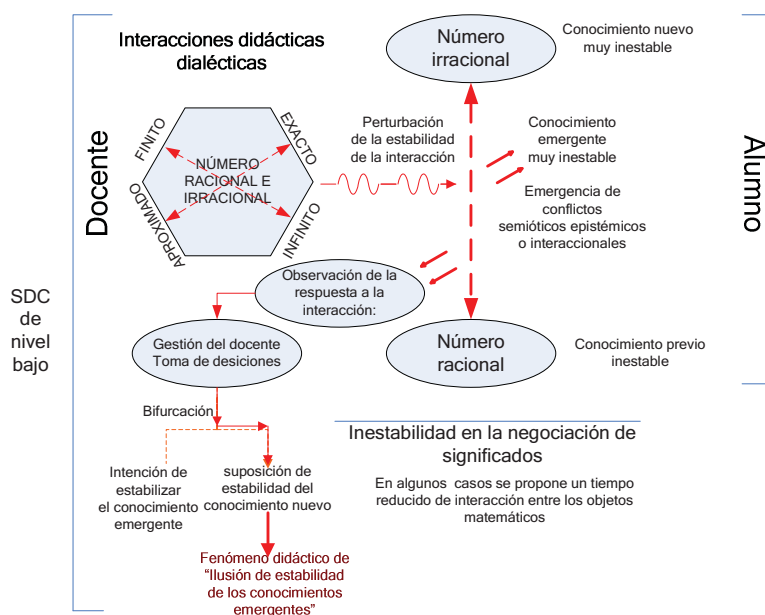 Interacciones didácticas
dialécticas
Número
irracional
Conocimiento nuevo
muy inestable
Docente
FINITO
EXACTO
NÚMERO
RACIONAL E
IRRACIONAL
APROXIMADO
INFINITO
Perturbación
de la estabilidad
de la interacción
Conocimiento
emergente
muy inestable
Emergencia de
conflictos
semióticos epistémicos
o interaccionales
Alumno
SDC
de
nivel
bajo
Observación de la
respuesta a la
interacción:
Gestión del docente
Toma de desiciones
Número
racional
Conocimiento previo
inestable
Bifurcación
Intención de
estabilizar
el conocimiento
emergente
suposición de
estabilidad del
conocimiento nuevo
Inestabilidad en la negociación de
significados
En algunos casos se propone un tiempo
reducido de interacción entre los objetos
matemáticos
Fenómeno didáctico de
“Ilusión de estabilidad
de los conocimientos
emergentes”